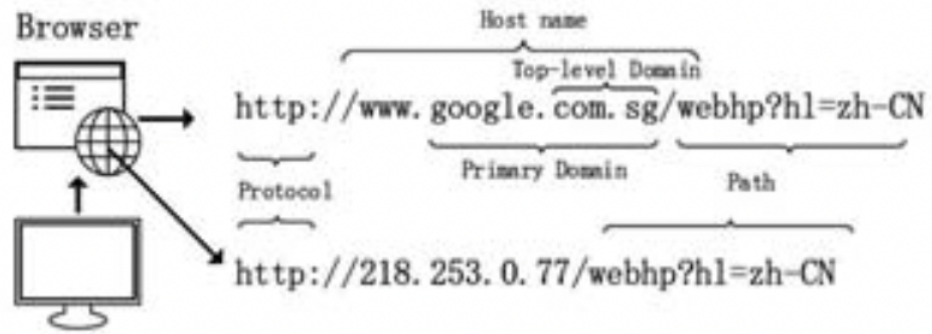 Browser
Host name
Top-level Domain
http://www.google.com.sg/webhp?hl=zh-CN
Primary Domain
Path
Protocol
http://218.253.0.77/webhp?hl=zh-CN